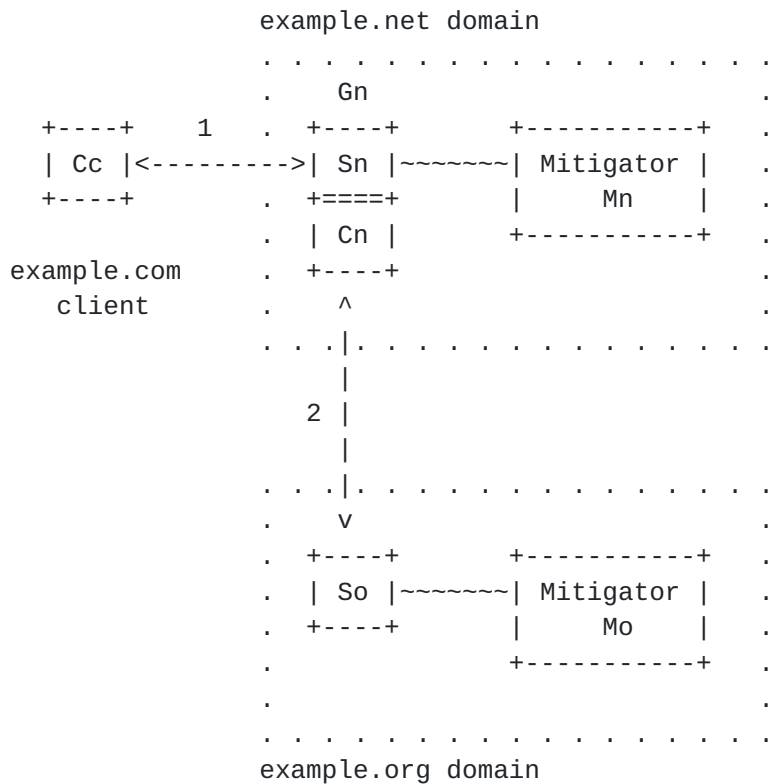 example.net domain
. . . . . . . . . . . . . . . . .
.    Gn                         .
+----+    1   .  +----+       +-----------+   .
| Cc |<--------->| Sn |~~~~~~~| Mitigator |   .
+----+        .  +====+       |     Mn    |   .
.  | Cn |       +-----------+   .
example.com     .  +----+                        .
client       .    ^                           .
. . .|. . . . . . . . . . . . . .
|
2 |
|
. . .|. . . . . . . . . . . . . .
.    v                           .
.  +----+       +-----------+   .
.  | So |~~~~~~~| Mitigator |   .
.  +----+       |     Mo    |   .
.               +-----------+   .
.                               .
. . . . . . . . . . . . . . . . .
example.org domain